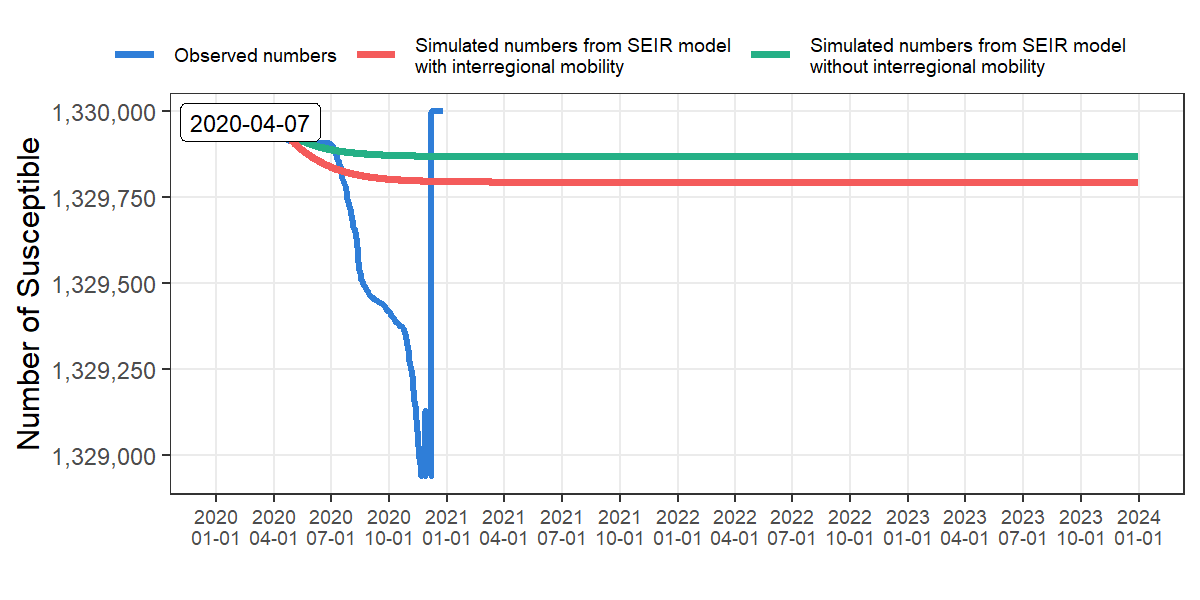 Observed numbers
Simulated numbers from SEIR model
with interregional mobility
Simulated numbers from SEIR model
without interregional mobility
Number of Susceptible
1,330,000
1,329,750
1,329,500
1,329,250
1,329,000
2020-04-07
2020 2020 2020 2020 2021 2021 2021 2021 2022 2022 2022 2022 2023 2023 2023 2023 2024
01-01 04-01 07-01 10-01 01-01 04-01 07-01 10-01 01-01 04-01 07-01 10-01 01-01 04-01 07-01 10-01 01-01